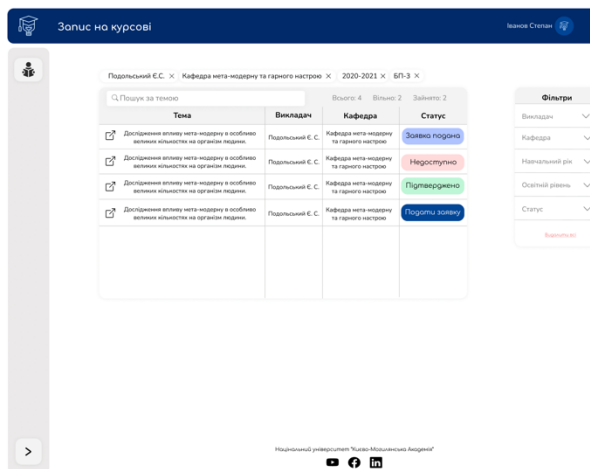 Запис на курсові
Іванов Степан
Подольський Є.С. × Кафедра мета-модерну та гарного настрою × 2020-2021 × БП-3 ×
Пошук за темою Всього: 4 Вільно: 2 Зайнято: 2
Тема Викладач Кафедра Статус
Дослідження впливу мета-модерну в особливо
великих кількостях на організм людини.
Подольський Є. С.
Кафедра мета-модерну
та гарного настрою
Заявка подана
Дослідження впливу мета-модерну в особливо
великих кількостях на організм людини.
Подольський Є. С.
Кафедра мета-модерну
та гарного настрою
Недоступно
Дослідження впливу мета-модерну в особливо
великих кількостях на організм людини.
Подольський Є. С.
Кафедра мета-модерну
та гарного настрою
Підтверджено
Дослідження впливу мета-модерну в особливо
великих кількостях на організм людини.
Подольський Є. С.
Кафедра мета-модерну
та гарного настрою
Подати заявку
Фільтри
Викладач
Кафедра
Навчальний рік
Освітній рівень
Статус
Видалити всі
Національний університет "Києво-Могилянська Академія"